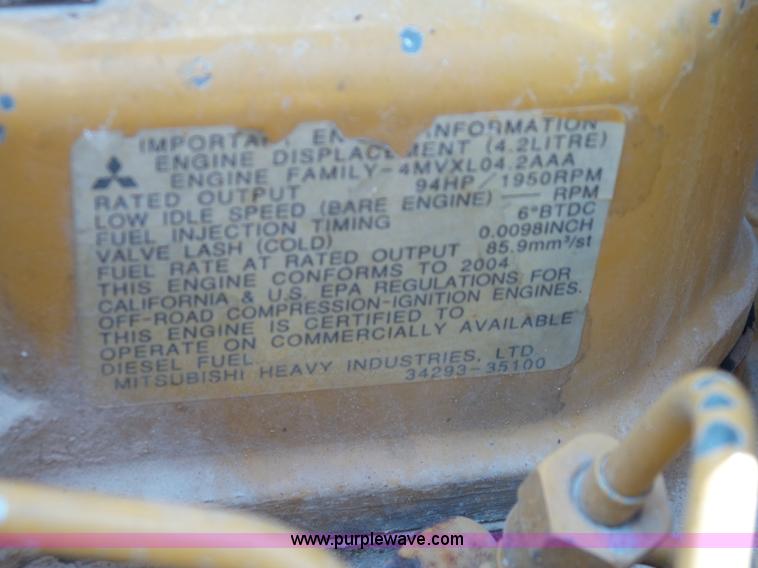 IMPORTANT ENGINE INFORMATION
ENGINE DISPLACEMENT (4.2LITRE)
ENGINE FAMILY-4MVXL04.2AAA
RATED OUTPUT 94HP/1950RPM
LOW IDLE SPEED (BARE ENGINE) — RPM
FUEL INJECTION TIMING 6°BTDC
VALVE LASH (COLD) 0.0098INCH
FUEL RATE AT RATED OUTPUT 85.9mm³/st
THIS ENGINE CONFORMS TO 2004
CALIFORNIA & U.S. EPA REGULATIONS FOR
OFF-ROAD COMPRESSION-IGNITION ENGINES.
THIS ENGINE IS CERTIFIED TO
OPERATE ON COMMERCIALLY AVAILABLE
DIESEL FUEL.
MITSUBISHI HEAVY INDUSTRIES, LTD.
34293-35100
www.purplewave.com